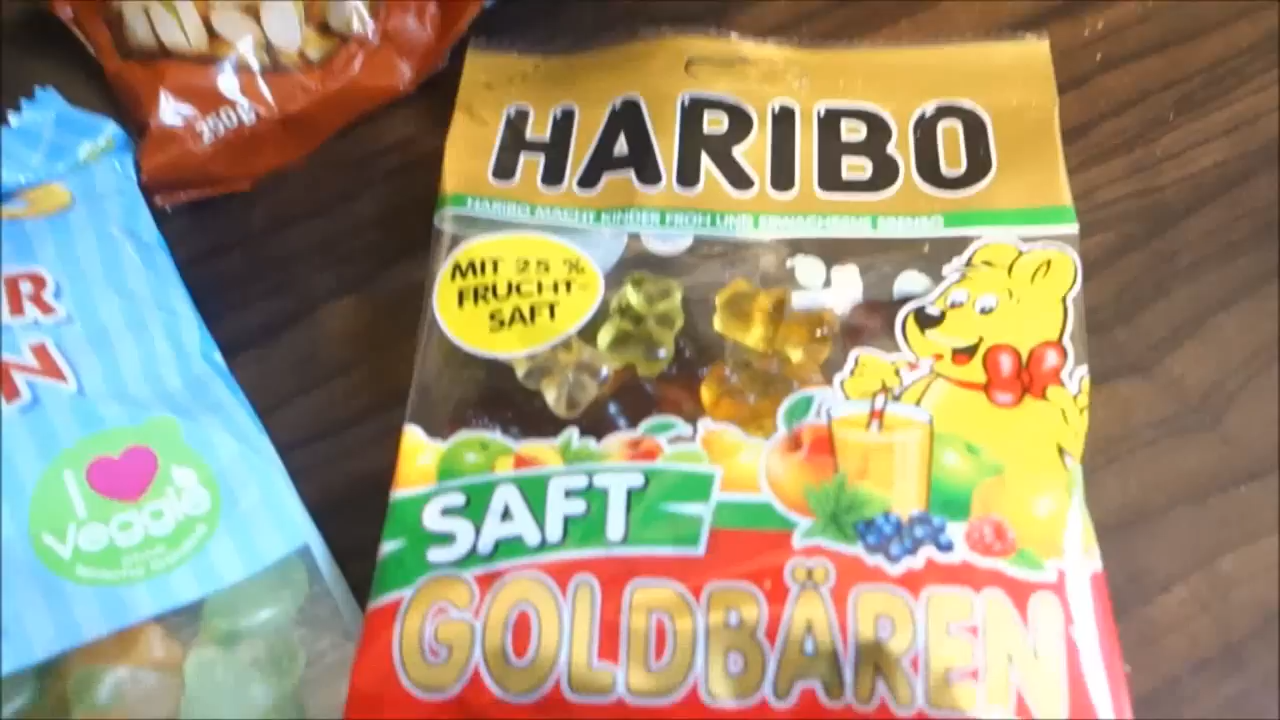 250g
HARIBO
HARIBO MACHT KINDER FROH UND ERWACHSENE EBENSO
MIT 25 %
FRUCHT-
SAFT
R
N
I
Veggie
SAFT
GOLDBÄREN